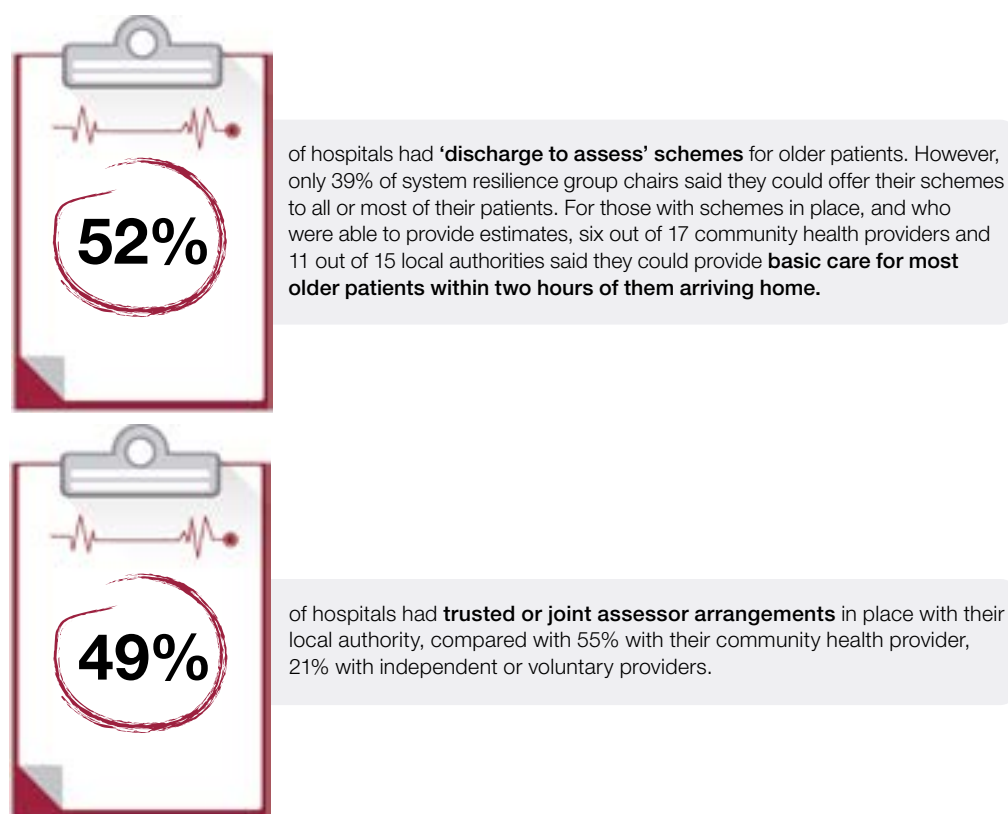 52%
of hospitals had ‘discharge to assess’ schemes for older patients. However,
only 39% of system resilience group chairs said they could offer their schemes
to all or most of their patients. For those with schemes in place, and who
were able to provide estimates, six out of 17 community health providers and
11 out of 15 local authorities said they could provide basic care for most
older patients within two hours of them arriving home.
49%
of hospitals had trusted or joint assessor arrangements in place with their
local authority, compared with 55% with their community health provider,
21% with independent or voluntary providers.